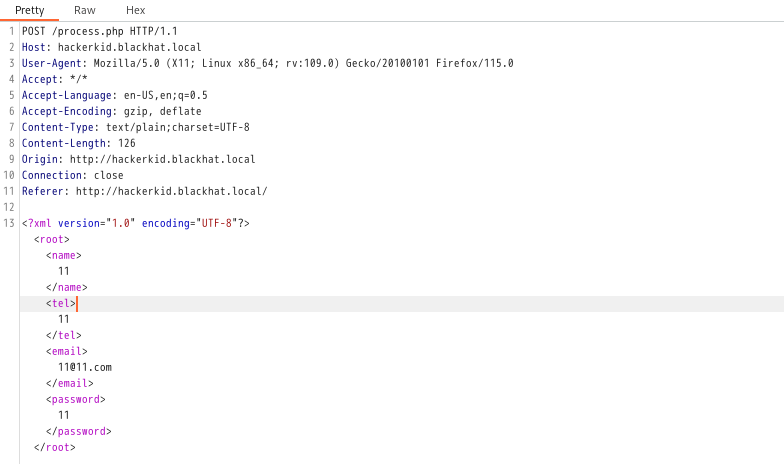 Pretty Raw Hex
1 POST /process.php HTTP/1.1
2 Host: hackerkid.blackhat.local
3 User-Agent: Mozilla/5.0 (X11; Linux x86_64; rv:109.0) Gecko/20100101 Firefox/115.0
4 Accept: */*
5 Accept-Language: en-US,en;q=0.5
6 Accept-Encoding: gzip, deflate
7 Content-Type: text/plain;charset=UTF-8
8 Content-Length: 126
9 Origin: http://hackerkid.blackhat.local
10 Connection: close
11 Referer: http://hackerkid.blackhat.local/
12
13 <?xml version="1.0" encoding="UTF-8"?>
<root>
<name>
11
</name>
<tel>
11
</tel>
<email>
11@11.com
</email>
<password>
11
</password>
</root>